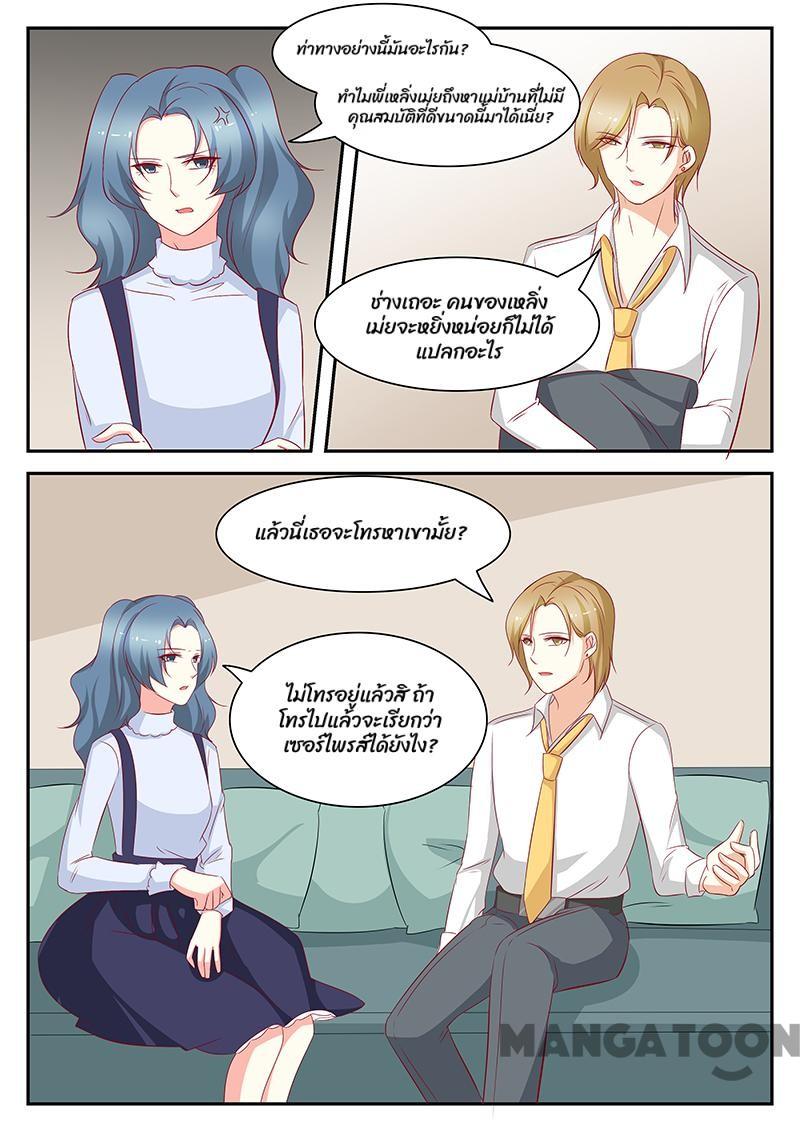 ท่าทางอย่างนี้มันอะไรกัน?
ทำไมพี่เหลิ่งเม่ยถึงหาแม่บ้านที่ไม่มี
คุณสมบัติที่ดีขนาดนี้มาได้เนี่ย?
ช่างเถอะ คนของเหลิ่ง
เม่ยจะหยิ่งหน่อยก็ไม่ได้
แปลกอะไร
แล้วนี่เธอจะโทรหาเขามั้ย?
ไม่โทรอยู่แล้วสิ ถ้า
โทรไปแล้วจะเรียกว่า
เซอร์ไพรส์ได้ยังไง?
MANGATOON